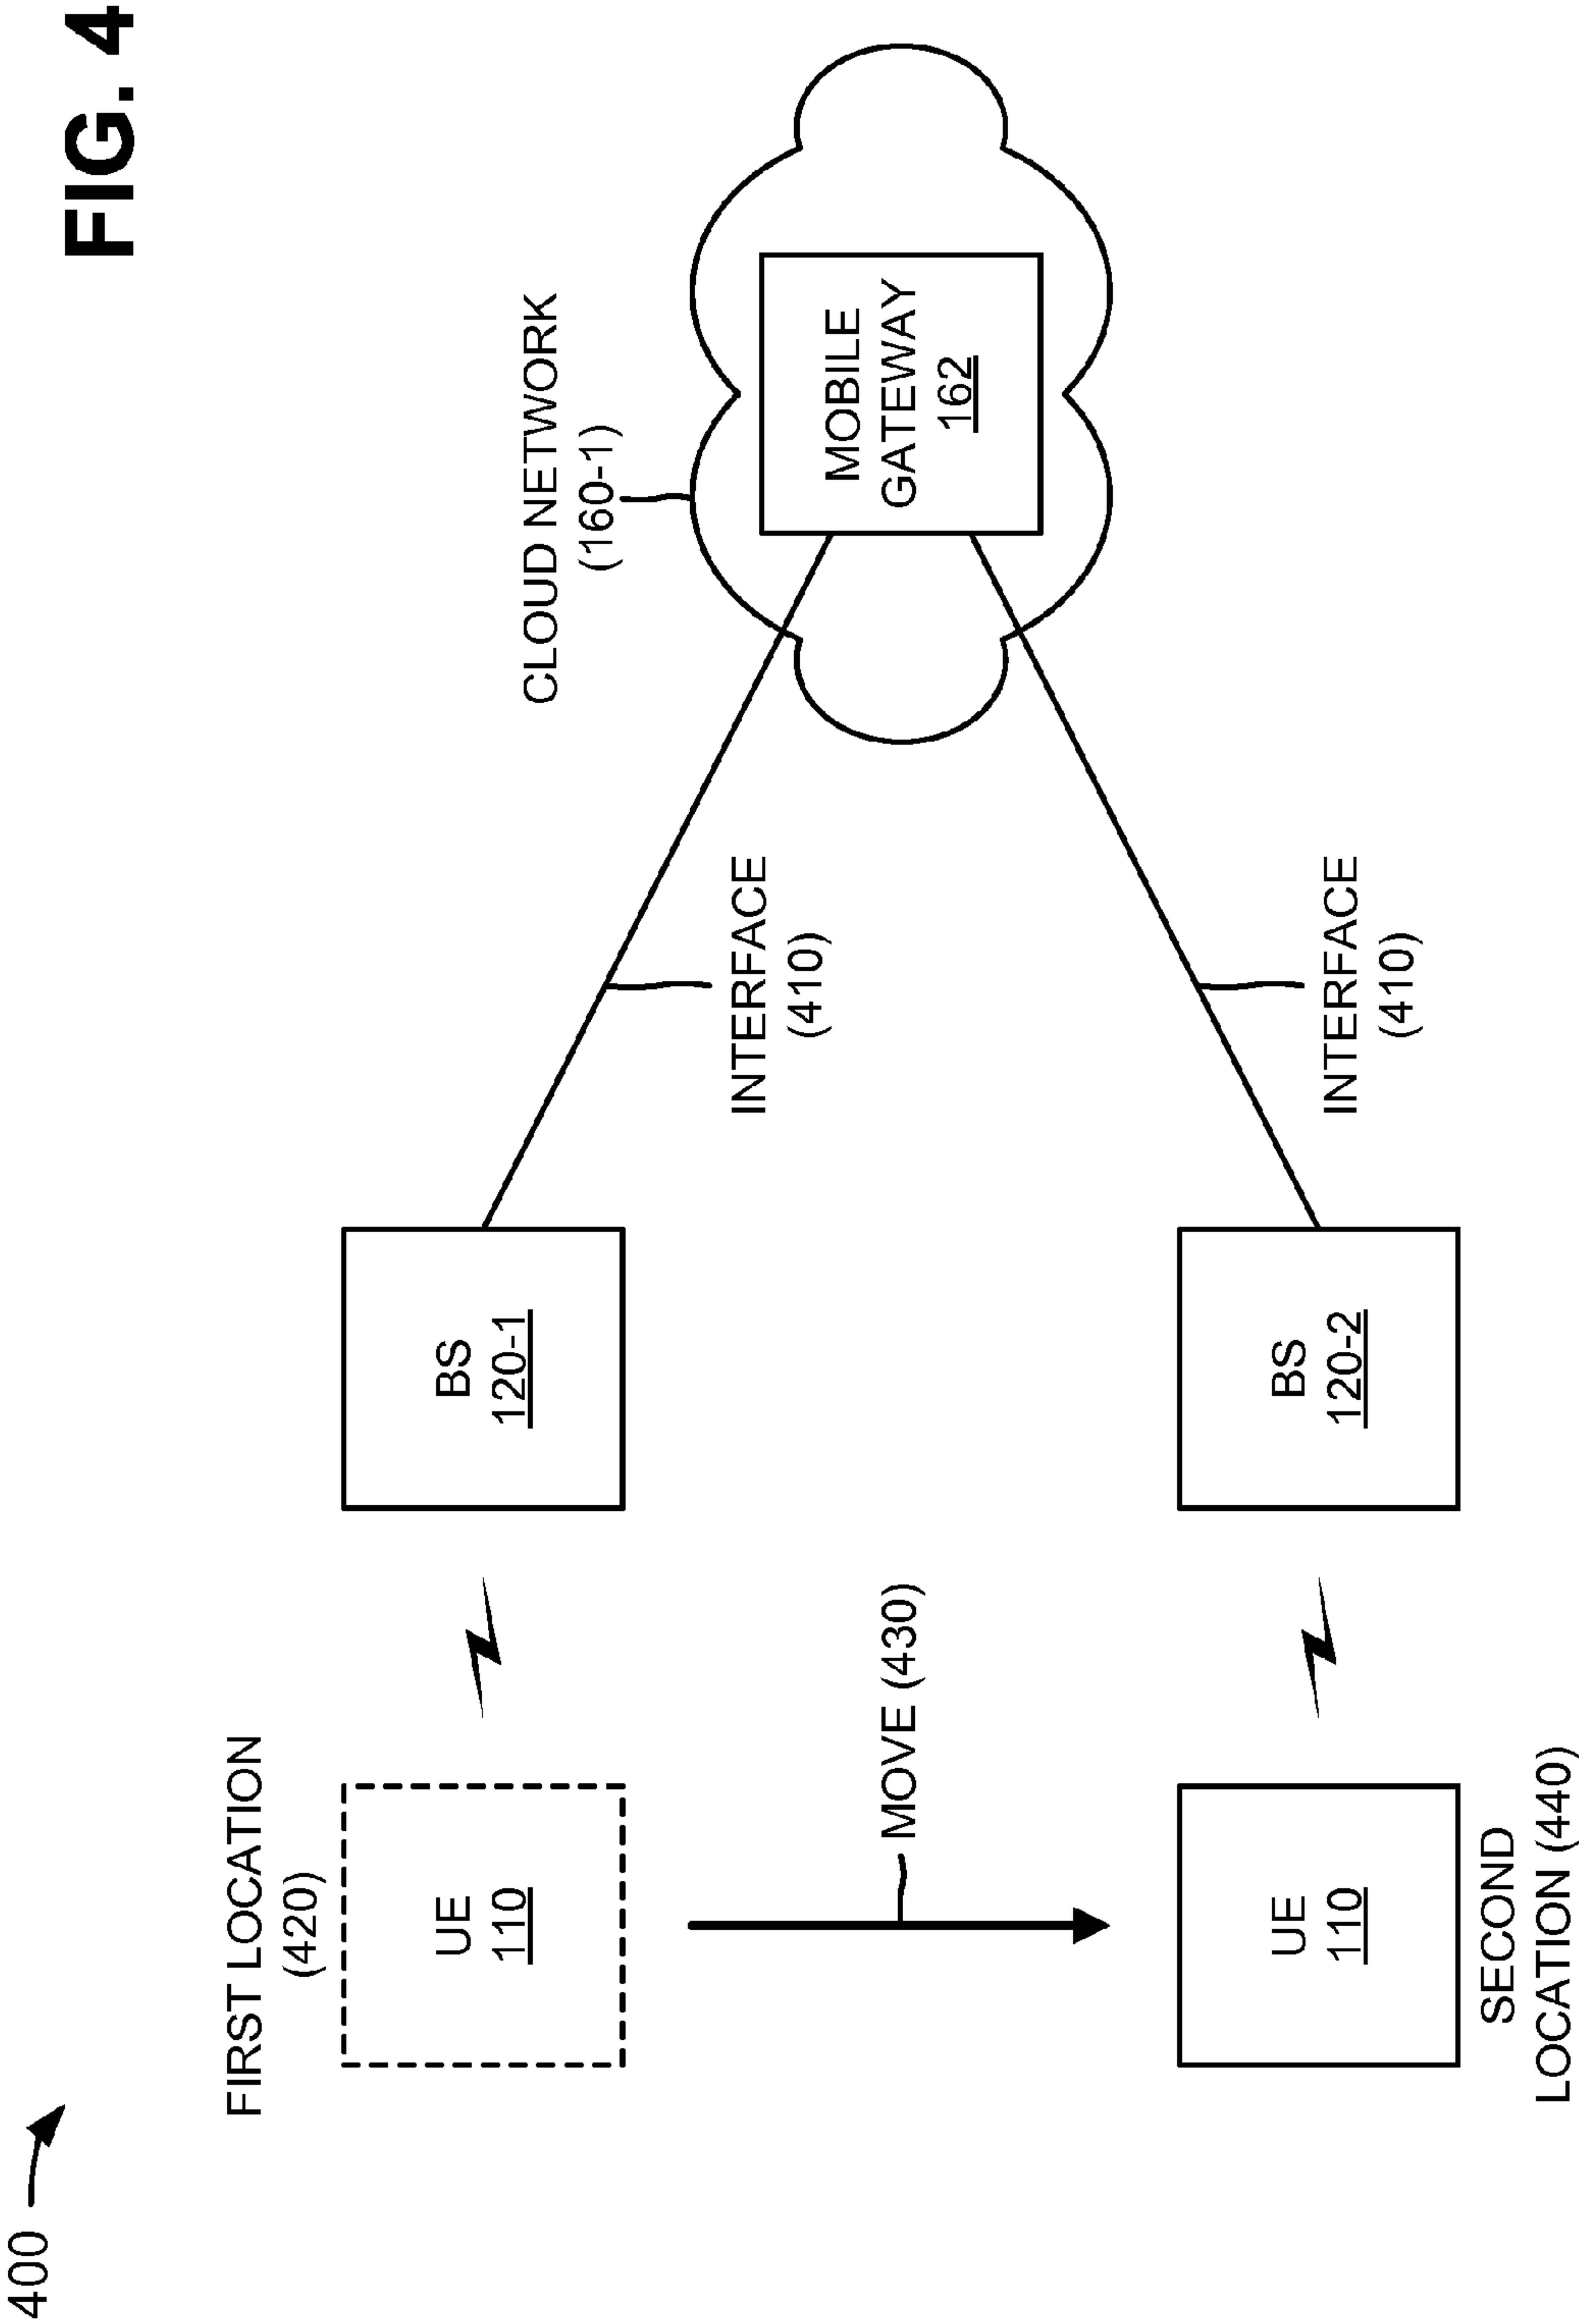 FIG. 4
400
FIRST LOCATION
(420)
UE
110
BS
120-1
INTERFACE
(410)
CLOUD NETWORK
(160-1)
MOBILE
GATEWAY
162
MOVE (430)
UE
110
SECOND
LOCATION (440)
BS
120-2
INTERFACE
(410)